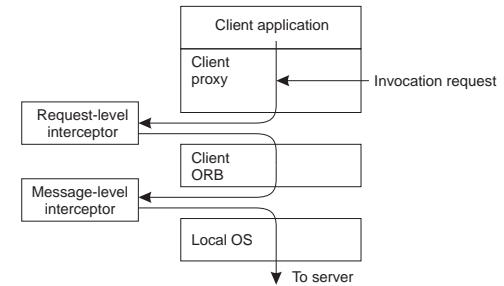 Client application
Client
proxy
Invocation request
Request-level
interceptor
Client
ORB
Message-level
interceptor
Local OS
To server